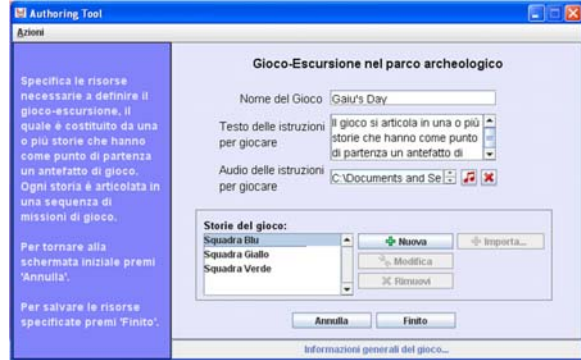 Authoring Tool
Azioni
Specifica le risorse
necessarie a definire il
gioco-escursione, il
quale è costituito da una
o più storie che hanno
come punto di partenza
un antefatto di gioco.
Ogni storia è articolata in
una sequenza di
missioni di gioco.
Per tornare alla
schermata iniziale premi
'Annulla'.
Per salvare le risorse
specificate premi 'Finito'.
Gioco-Escursione nel parco archeologico
Nome del Gioco Gaiu's Day
Testo delle istruzioni
per giocare
Il gioco si articola in una o più
storie che hanno come punto
di partenza un antefatto di
Audio delle istruzioni
per giocare
C:\Documents and Se
Storie del gioco:
Squadra Blu
Squadra Giallo
Squadra Verde
Nuova
Importa...
Modifica
Rimuovi
Annulla
Finito
Informazioni generali del gioco...